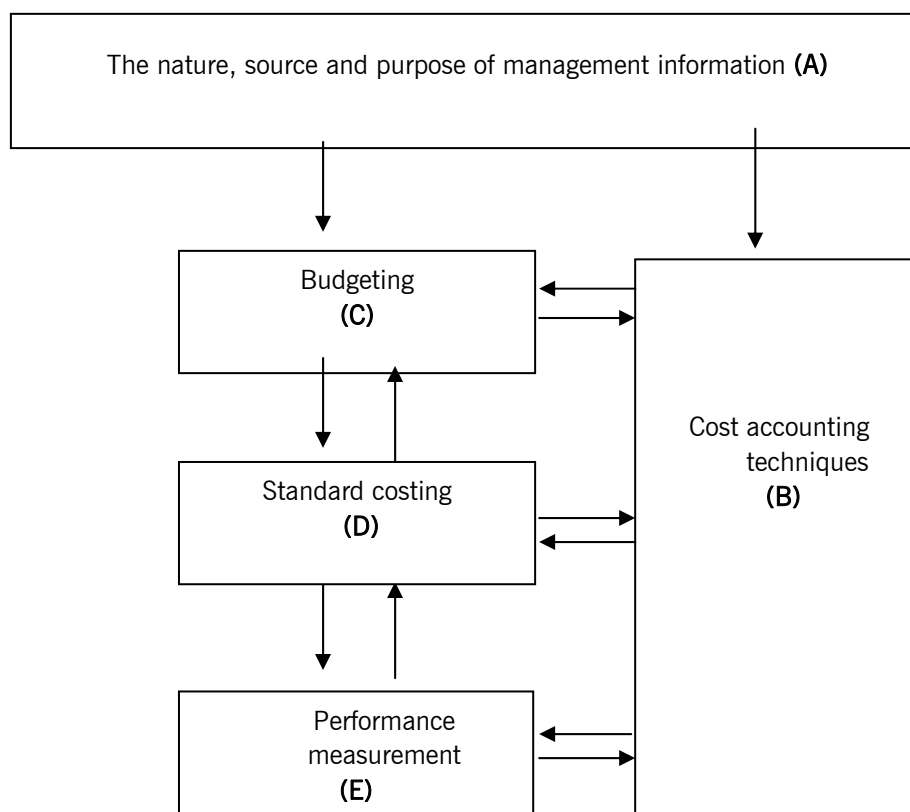 The nature, source and purpose of management information (A)
Budgeting
(C)
Cost accounting
techniques
(B)
Standard costing
(D)
Performance
measurement
(E)